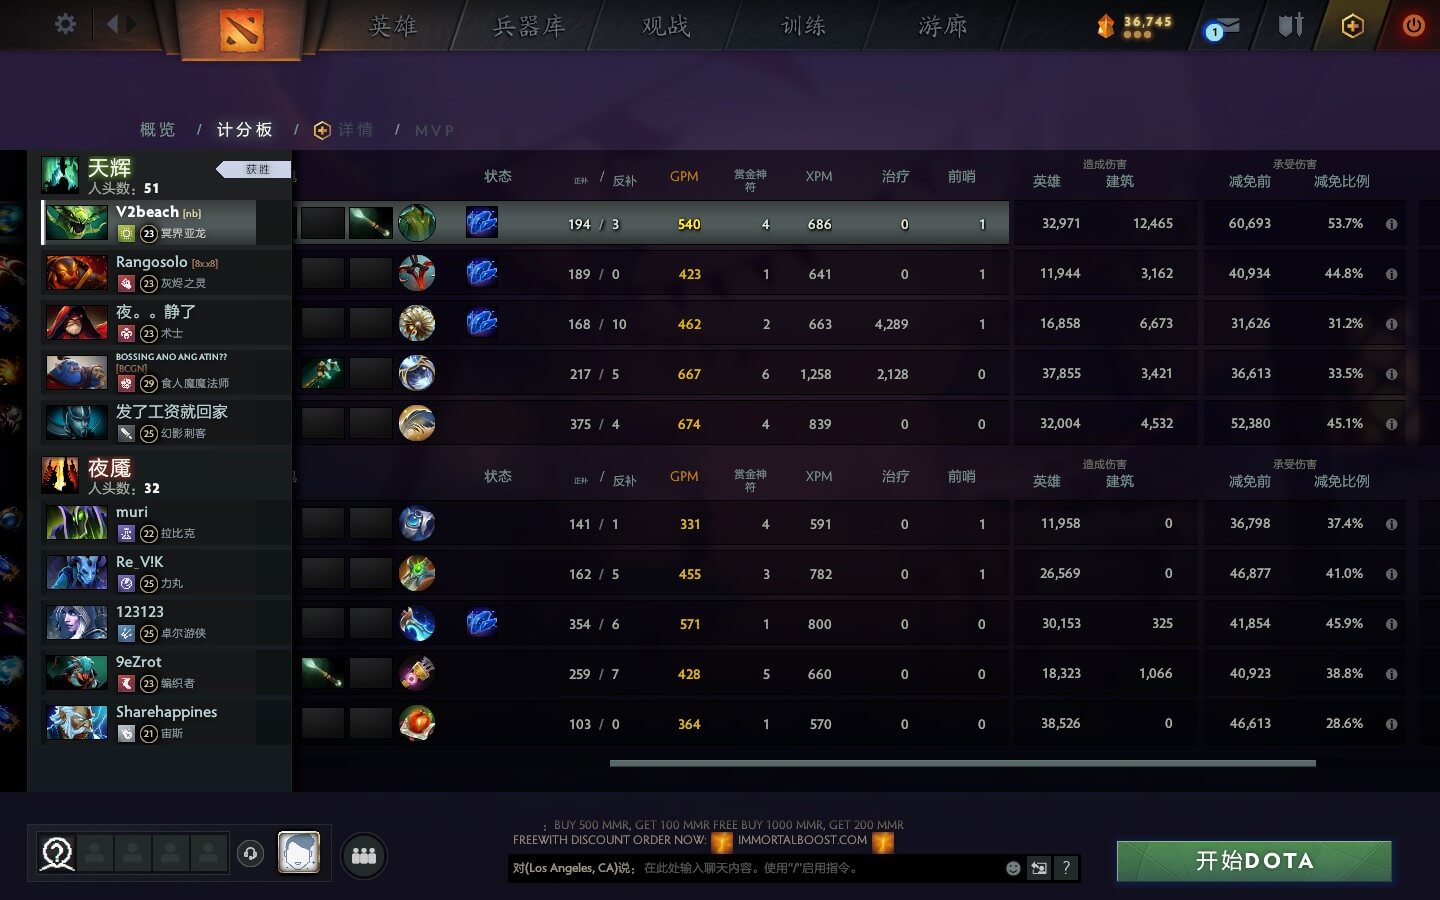 英雄 兵器库 观战 训练 游廊 36,745 1
概览 / 计分板 / 详情 / MVP
天辉 获胜
人头数：51
状态 正补 / 反补 GPM 赏金神符 XPM 治疗 前哨 造成伤害 英雄 建筑 承受伤害 减免前 减免比例
V2beach [nb] 23 冥界亚龙 194 / 3 540 4 686 0 1 32,971 12,465 60,693 53.7%
Rangosolo [8x.x8] 23 灰烬之灵 189 / 0 423 1 641 0 1 11,944 3,162 40,934 44.8%
夜。。静了 23 术士 168 / 10 462 2 663 4,289 1 16,858 6,673 31,626 31.2%
BOSSING ANO ANG ATIN?? [BCGN] 29 食人魔魔法师 217 / 5 667 6 1,258 2,128 0 37,855 3,421 36,613 33.5%
发了工资就回家 25 幻影刺客 375 / 4 674 4 839 0 0 32,004 4,532 52,380 45.1%
夜魇
人头数：32
状态 正补 / 反补 GPM 赏金神符 XPM 治疗 前哨 造成伤害 英雄 建筑 承受伤害 减免前 减免比例
muri 22 拉比克 141 / 1 331 4 591 0 1 11,958 0 36,798 37.4%
Re_V!K 25 力丸 162 / 5 455 3 782 0 1 26,569 0 46,877 41.0%
123123 25 卓尔游侠 354 / 6 571 1 800 0 0 30,153 325 41,854 45.9%
9eZrot 23 编织者 259 / 7 428 5 660 0 0 18,323 1,066 40,923 38.8%
Sharehappines 21 宙斯 103 / 0 364 1 570 0 0 38,526 0 46,613 28.6%
： BUY 500 MMR, GET 100 MMR FREE BUY 1000 MMR, GET 200 MMR
FREEWITH DISCOUNT ORDER NOW: IMMORTALBOOST.COM
对(Los Angeles, CA)说： 在此处输入聊天内容。使用“/”启用指令。 ?
开始DOTA